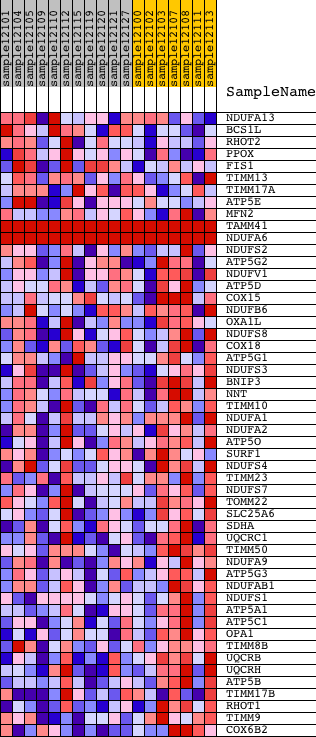 sample12101
sample12104
sample12105
sample12109
sample12110
sample12112
sample12115
sample12119
sample12120
sample12121
sample12127
sample12100
sample12102
sample12103
sample12107
sample12108
sample12111
sample12113
SampleName
NDUFA13
BCS1L
RHOT2
PPOX
FIS1
TIMM13
TIMM17A
ATP5E
MFN2
TAMM41
NDUFA6
NDUFS2
ATP5G2
NDUFV1
ATP5D
COX15
NDUFB6
OXA1L
NDUFS8
COX18
ATP5G1
NDUFS3
BNIP3
NNT
TIMM10
NDUFA1
NDUFA2
ATP5O
SURF1
NDUFS4
TIMM23
NDUFS7
TOMM22
SLC25A6
SDHA
UQCRC1
TIMM50
NDUFA9
ATP5G3
NDUFAB1
NDUFS1
ATP5A1
ATP5C1
OPA1
TIMM8B
UQCRB
UQCRH
ATP5B
TIMM17B
RHOT1
TIMM9
COX6B2